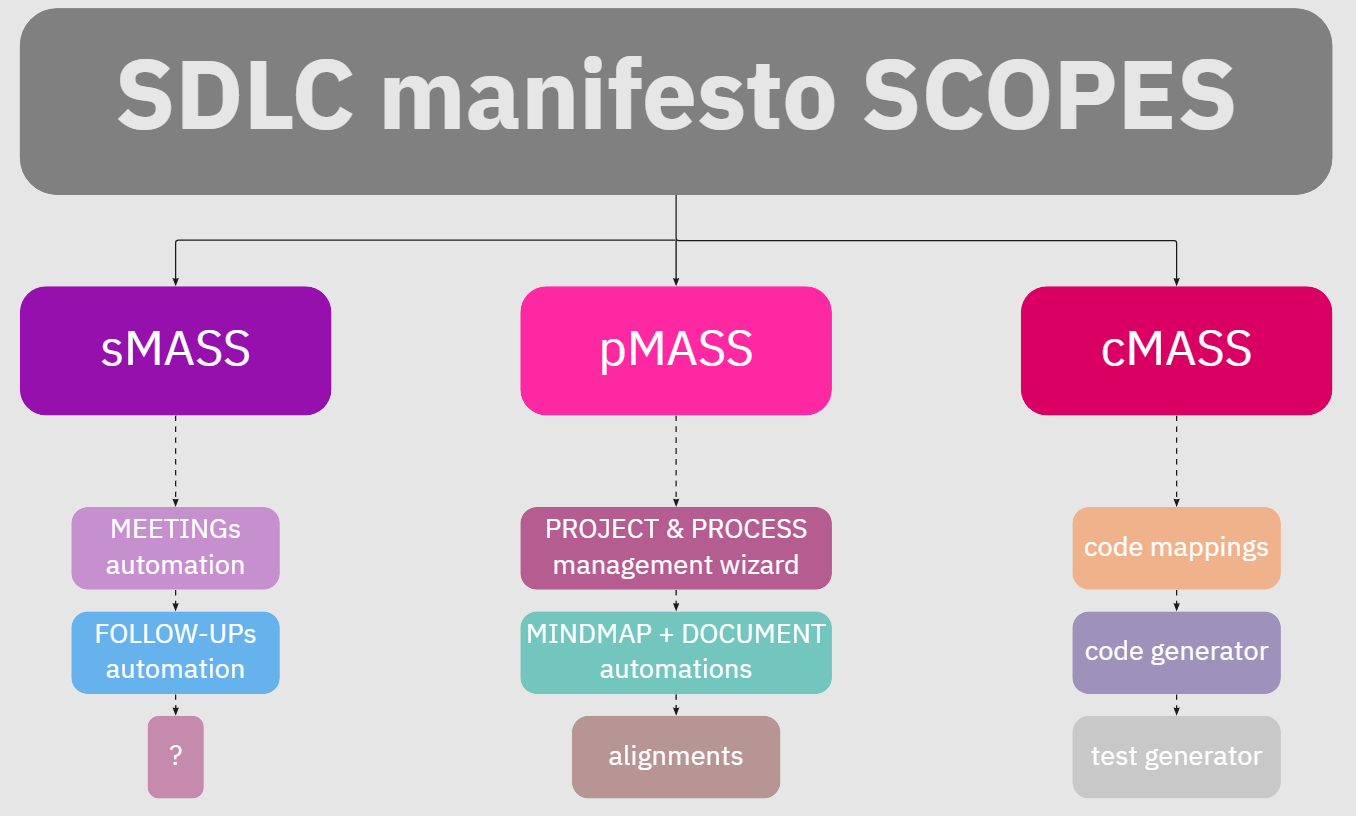 SDLC manifesto SCOPES
sMASS
pMASS
cMASS
MEETINGs
automation
FOLLOW-UPs
automation
?
PROJECT & PROCESS
management wizard
MINDMAP + DOCUMENT
automations
alignments
code mappings
code generator
test generator